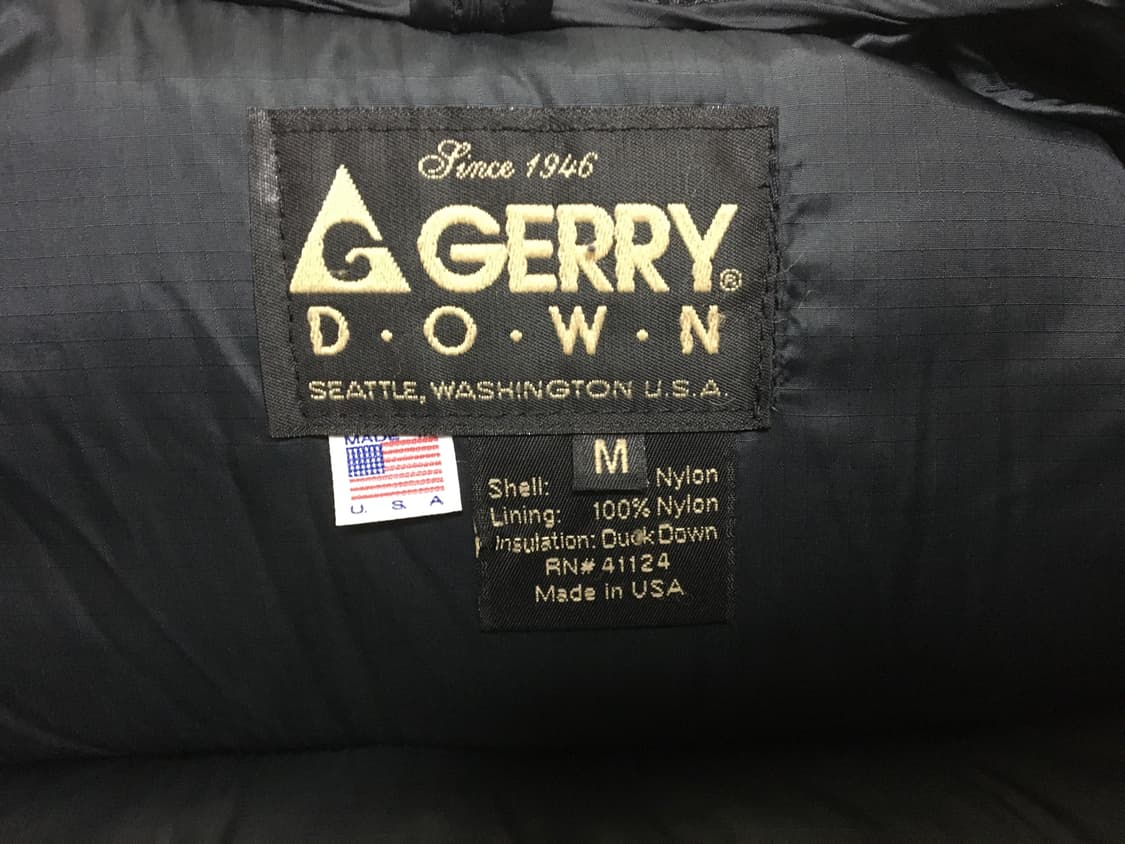 Since 1946
G GERRY®
D·O·W·N
SEATTLE, WASHINGTON U.S.A.
MADE
U. S. A
M
Shell: Nylon
Lining: 100% Nylon
Insulation: Duck Down
RN# 41124
Made in USA